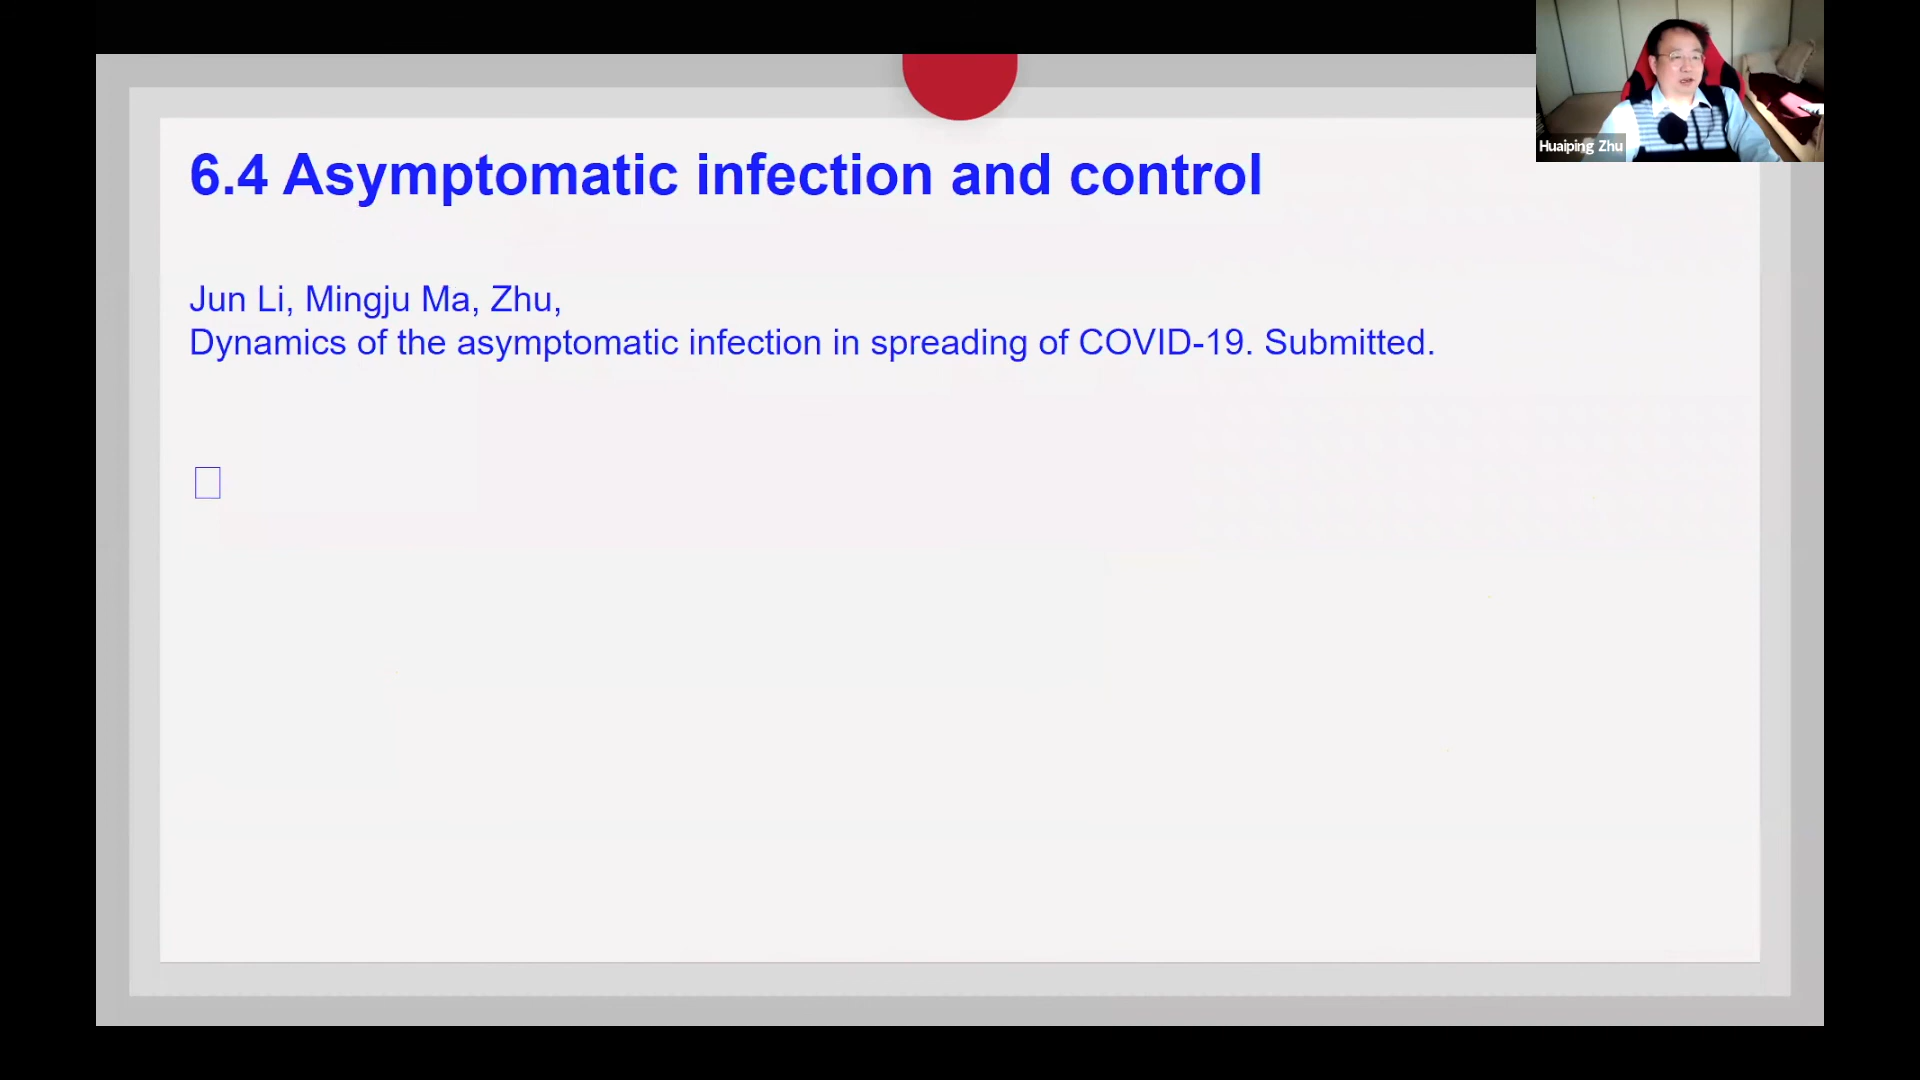 6.4 Asymptomatic infection and control
Jun Li, Mingju Ma, Zhu,
Dynamics of the asymptomatic infection in spreading of COVID-19. Submitted.
Huaiping Zhu